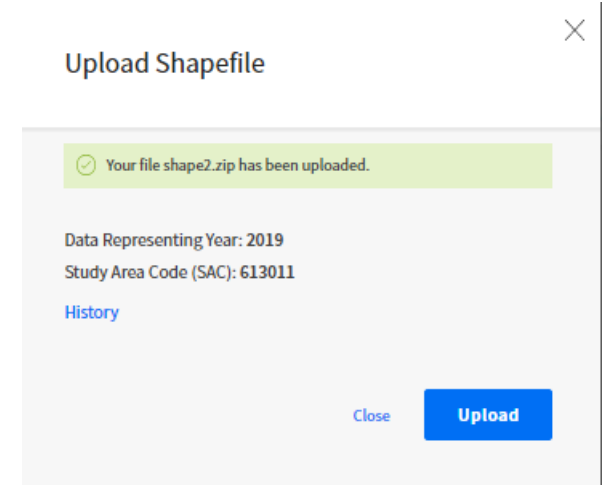 Upload Shapefile
Your file shape2.zip has been uploaded.
Data Representing Year: 2019
Study Area Code (SAC): 613011
History
Close
Upload